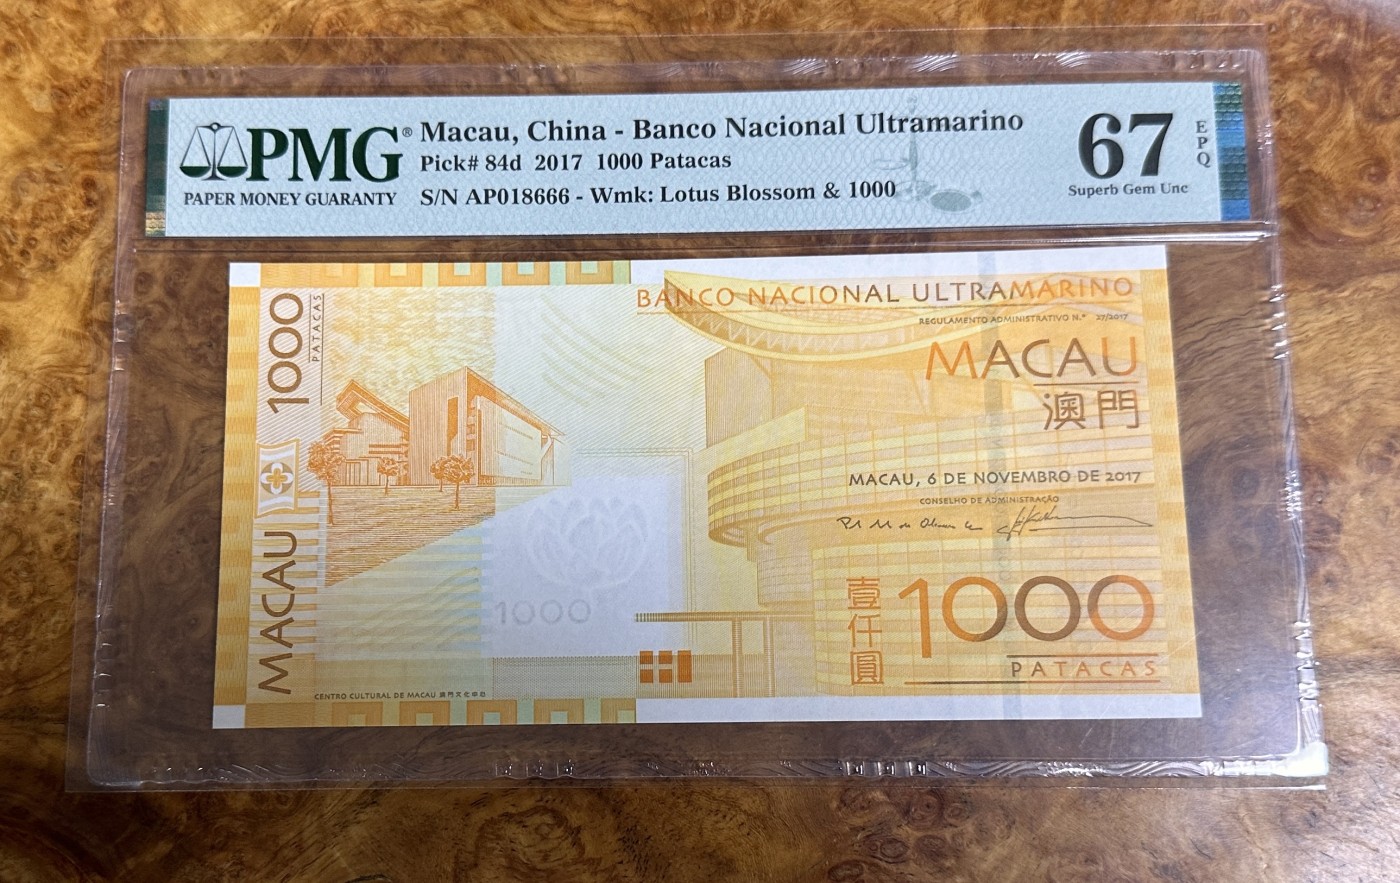 PMG®
PAPER MONEY GUARANTY
Macau, China - Banco Nacional Ultramarino
Pick# 84d 2017 1000 Patacas
S/N AP018666 - Wmk: Lotus Blossom & 1000
67
EPQ
Superb Gem Unc
1000
PATACAS
MACAU
BANCO NACIONAL ULTRAMARINO
REGULAMENTO ADMINISTRATIVO N.º 27/2017
MACAU
澳門
MACAU, 6 DE NOVEMBRO DE 2017
CONSELHO DE ADMINISTRAÇÃO
1000
壹仟圓
1000
PATACAS
CENTRO CULTURAL DE MACAU 澳門文化中心